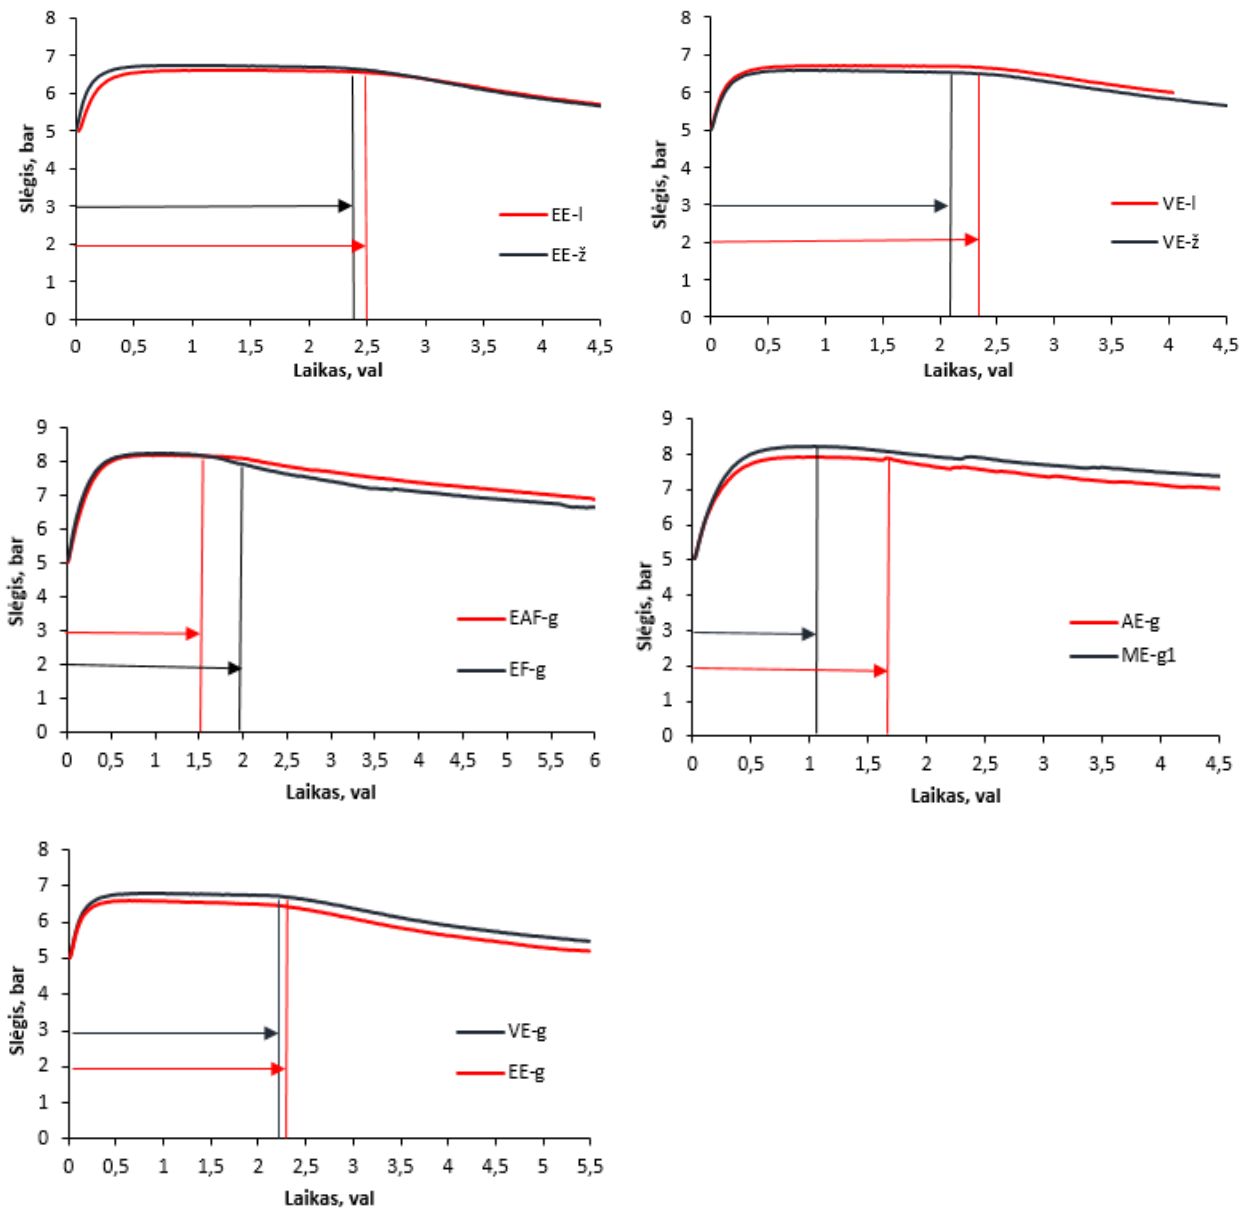 8
7
6
5
4
3
2
1
0
Slėgis, bar
0 0,5 1 1,5 2 2,5 3 3,5 4 4,5
Laikas, val
EE-l
EE-ž
8
7
6
5
4
3
2
1
0
Slėgis, bar
0 0,5 1 1,5 2 2,5 3 3,5 4 4,5
Laikas, val
VE-l
VE-ž
9
8
7
6
5
4
3
2
1
0
Slėgis, bar
0 0,5 1 1,5 2 2,5 3 3,5 4 4,5 5 5,5 6
Laikas, val
EAF-g
EF-g
9
8
7
6
5
4
3
2
1
0
Slėgis, bar
0 0,5 1 1,5 2 2,5 3 3,5 4 4,5
Laikas, val
AE-g
ME-g1
8
7
6
5
4
3
2
1
0
Slėgis, bar
0 0,5 1 1,5 2 2,5 3 3,5 4 4,5 5 5,5
Laikas, val
VE-g
EE-g